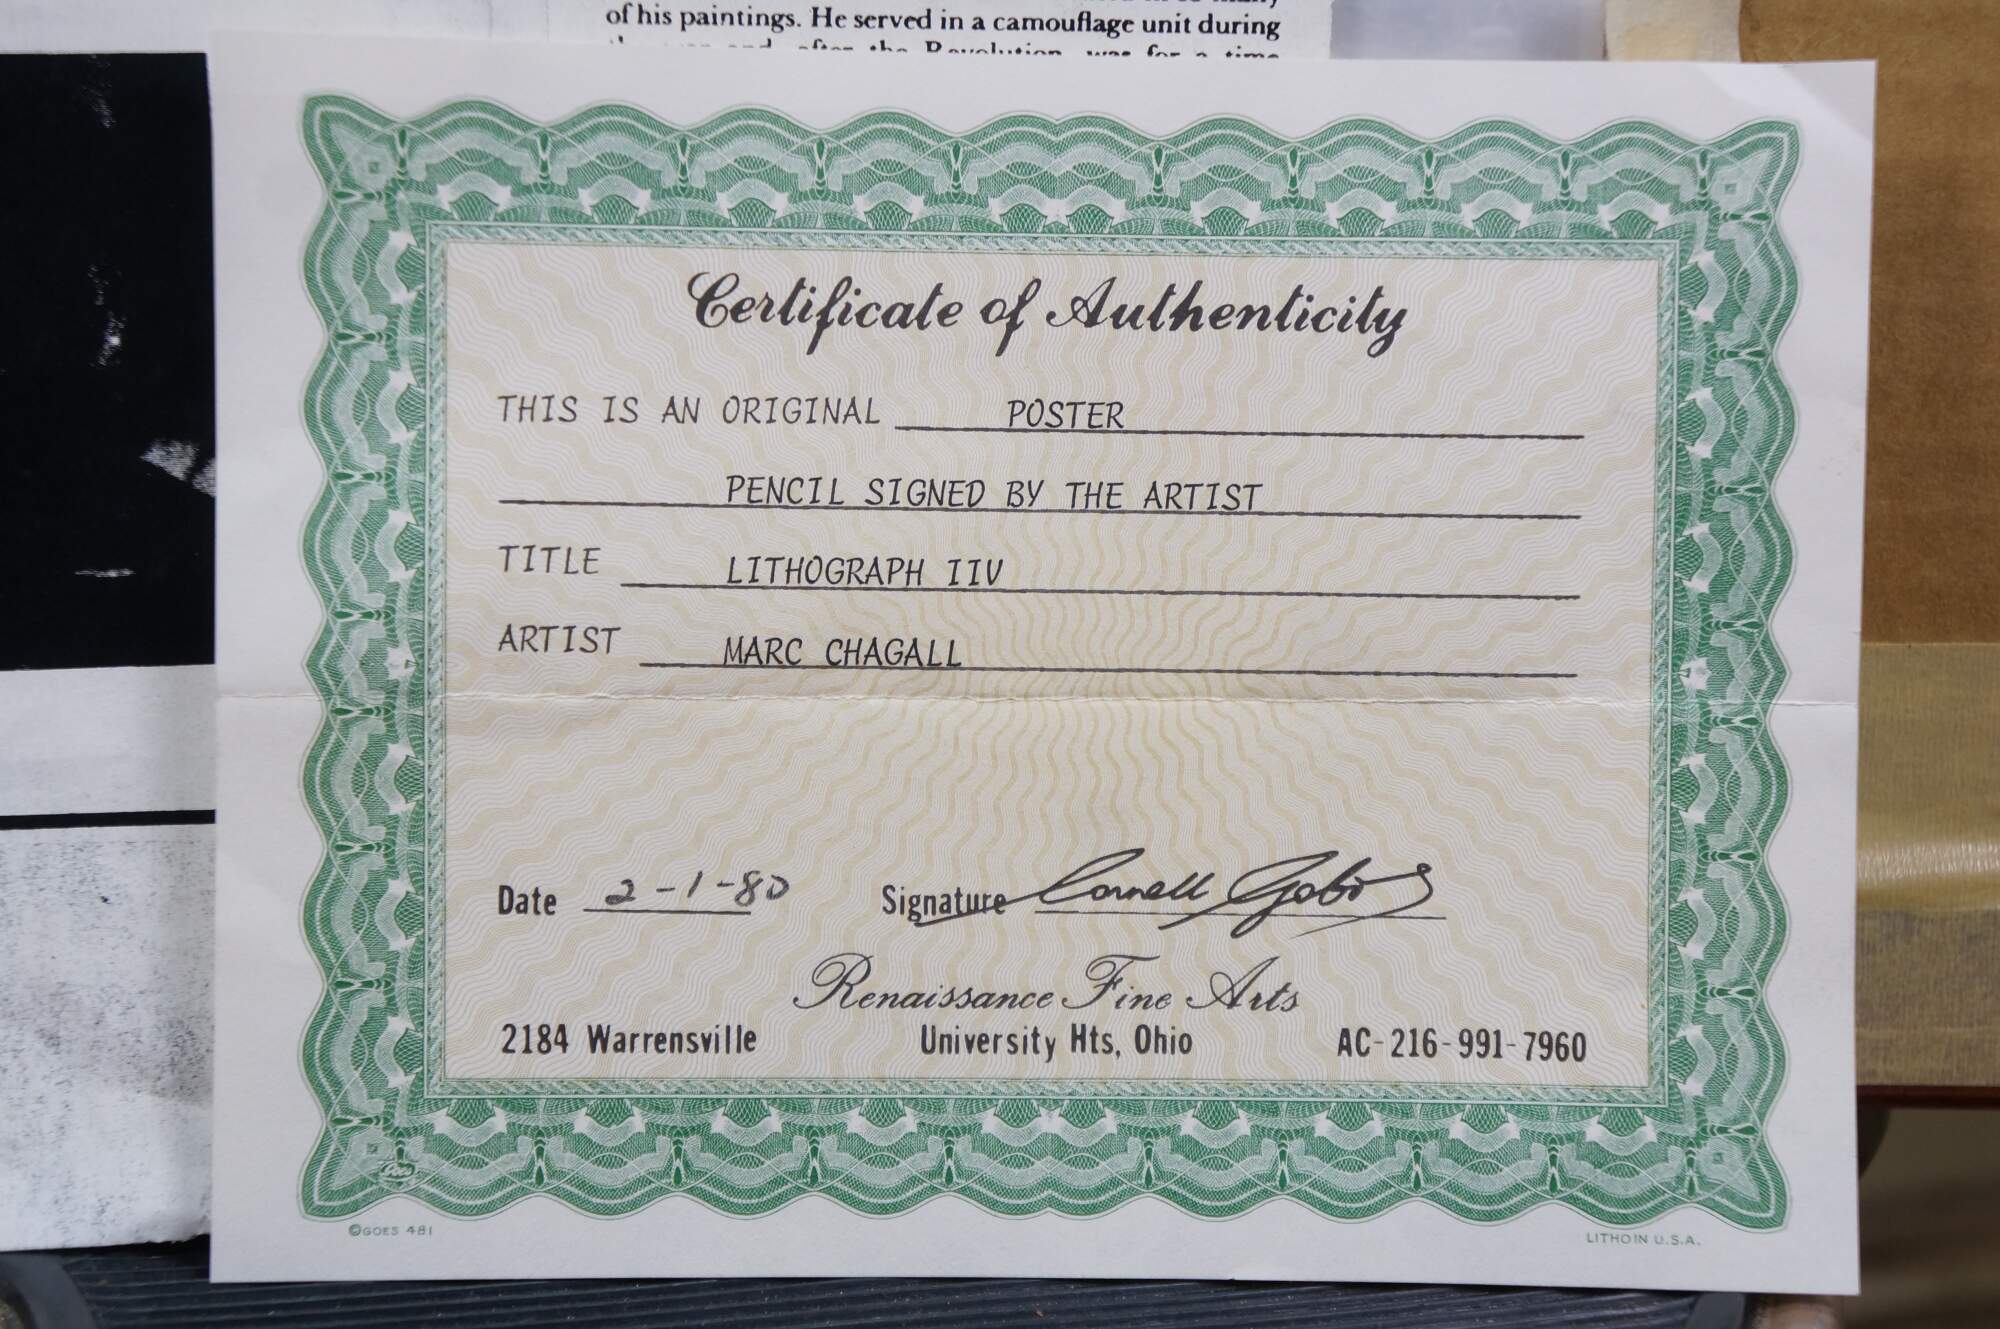 of his paintings. He served in a camouflage unit during
Certificate of Authenticity
THIS IS AN ORIGINAL POSTER
PENCIL SIGNED BY THE ARTIST
TITLE LITHOGRAPH IIV
ARTIST MARC CHAGALL
Date 2-1-80 Signature Cornell
Renaissance Fine Arts
2184 Warrensville University Hts, Ohio AC-216-991-7960
©GOES 481 LITHO IN U.S.A.